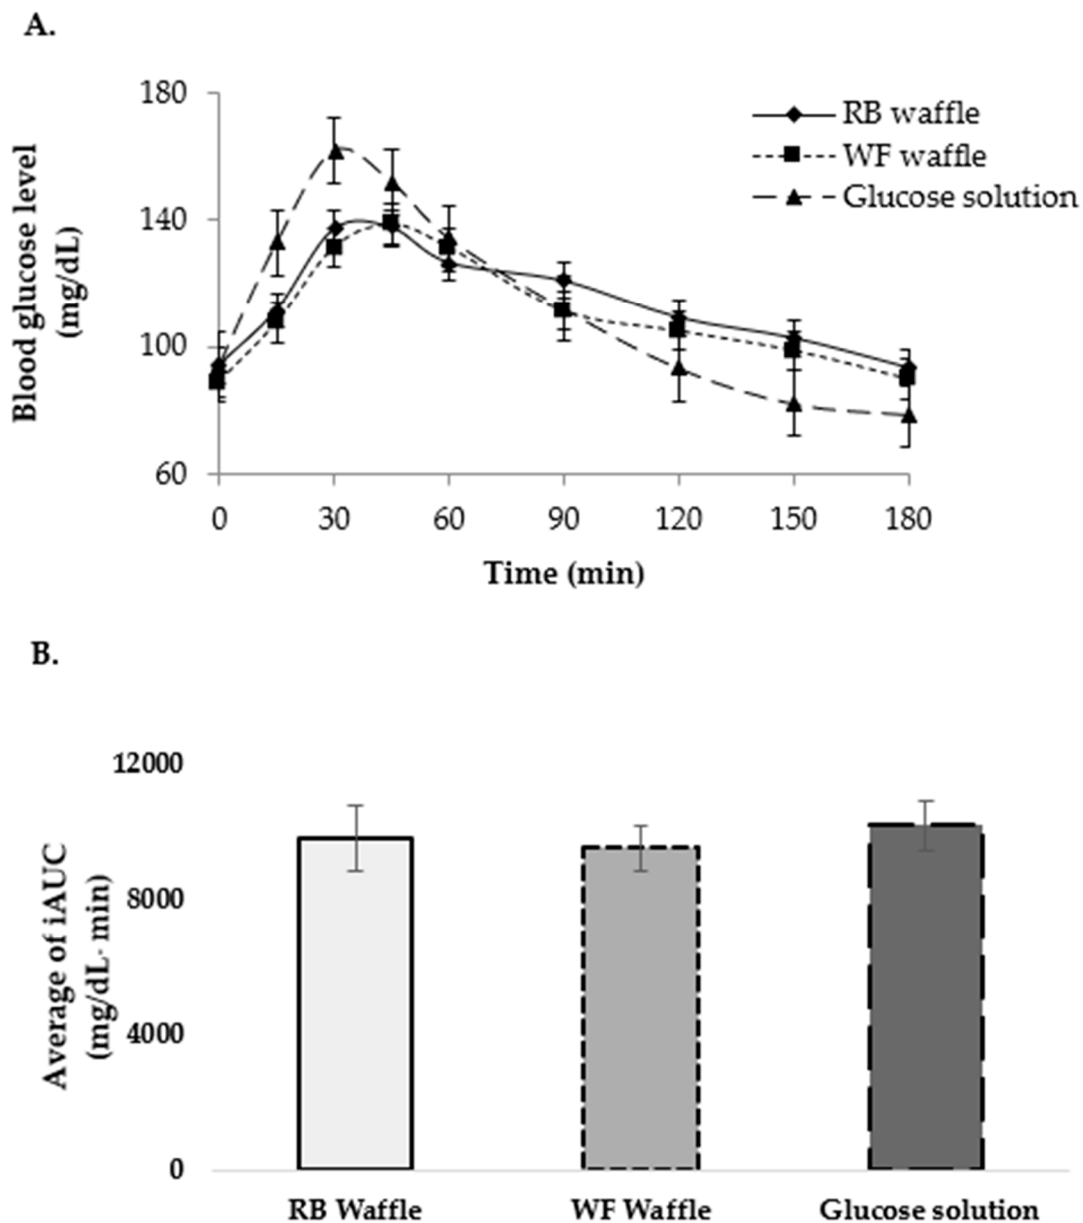 A.
Blood glucose level
(mg/dL)
180
140
100
60
RB waffle
WF waffle
Glucose solution
0 30 60 90 120 150 180
Time (min)
B.
Average of iAUC
(mg/dL· min)
12000
8000
4000
0
RB Waffle WF Waffle Glucose solution